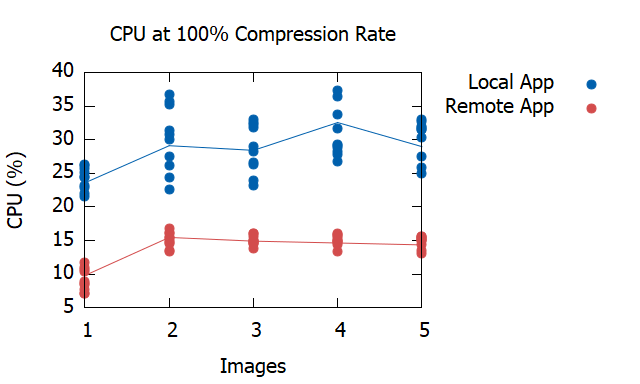 CPU at 100% Compression Rate
Local App
Remote App
40
35
30
25
20
15
10
5
CPU (%)
1 2 3 4 5
Images